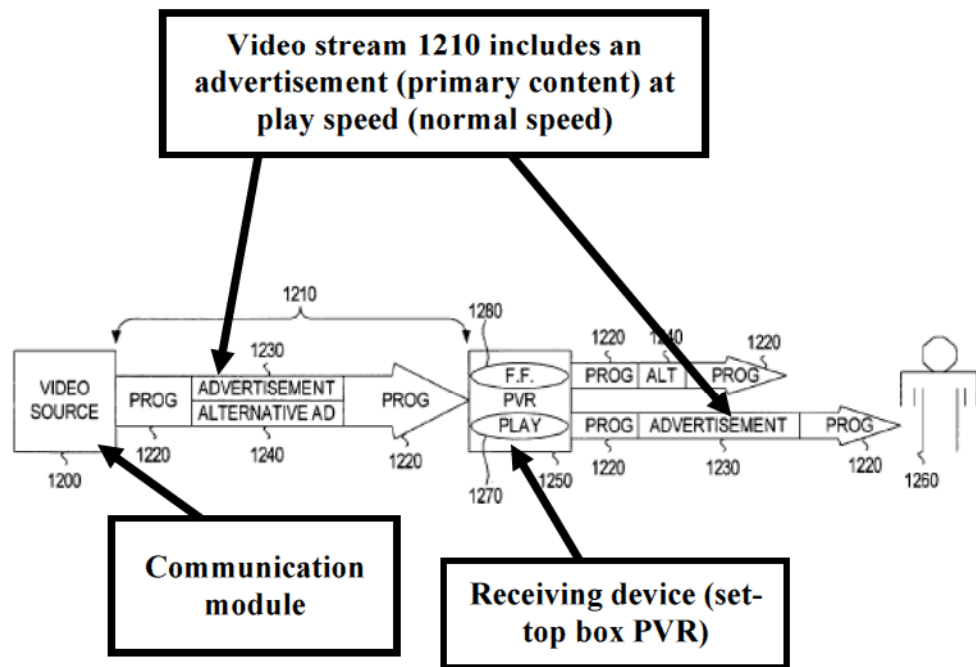 Video stream 1210 includes an
advertisement (primary content) at
play speed (normal speed)
1210
1280
1220
1240
1220
VIDEO
SOURCE
PROG
1230
ADVERTISEMENT
ALTERNATIVE AD
PROG
F.F.
PVR
PLAY
PROG
ALT
PROG
PROG
ADVERTISEMENT
PROG
1200
1220
1240
1220
1270
1250
1220
1230
1220
1260
Communication
module
Receiving device (set-
top box PVR)